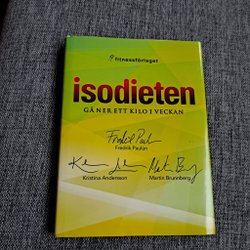 fitnessförlaget
isodieten
GÅ NER ETT KILO I VECKAN
Fredrik Paulún
Kristina Andersson
Martin Brunnberg